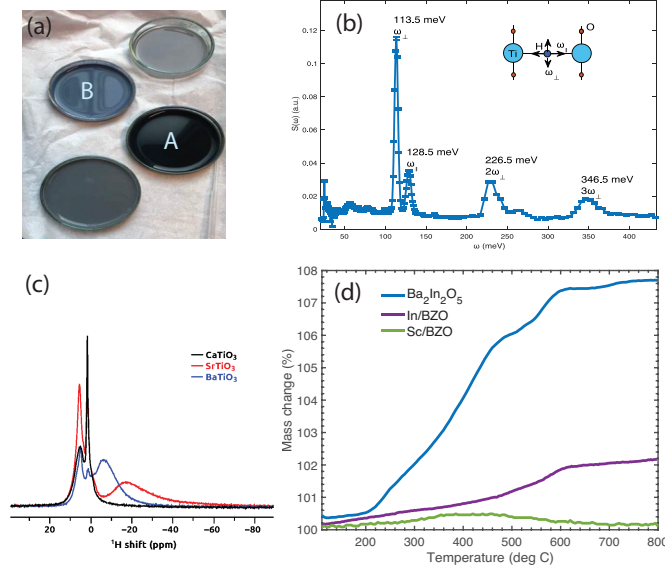 (a)
B
A
(b)
113.5 meV
ω⊥
128.5 meV
ω
226.5 meV
2ω⊥
346.5 meV
3ω⊥
O
Ti
H
ω
ω⊥
S(ω) (a.u.)
0.12
0.1
0.08
0.06
0.04
0.02
0
50 100 150 200 250 300 350 400
ω (meV)
(c)
CaTiO₃
SrTiO₃
BaTiO₃
20 0 -20 -40 -60 -80
¹H shift (ppm)
(d)
Ba₂In₂O₅
In/BZO
Sc/BZO
Mass change (%)
108
107
106
105
104
103
102
101
100
200 300 400 500 600 700 800
Temperature (deg C)